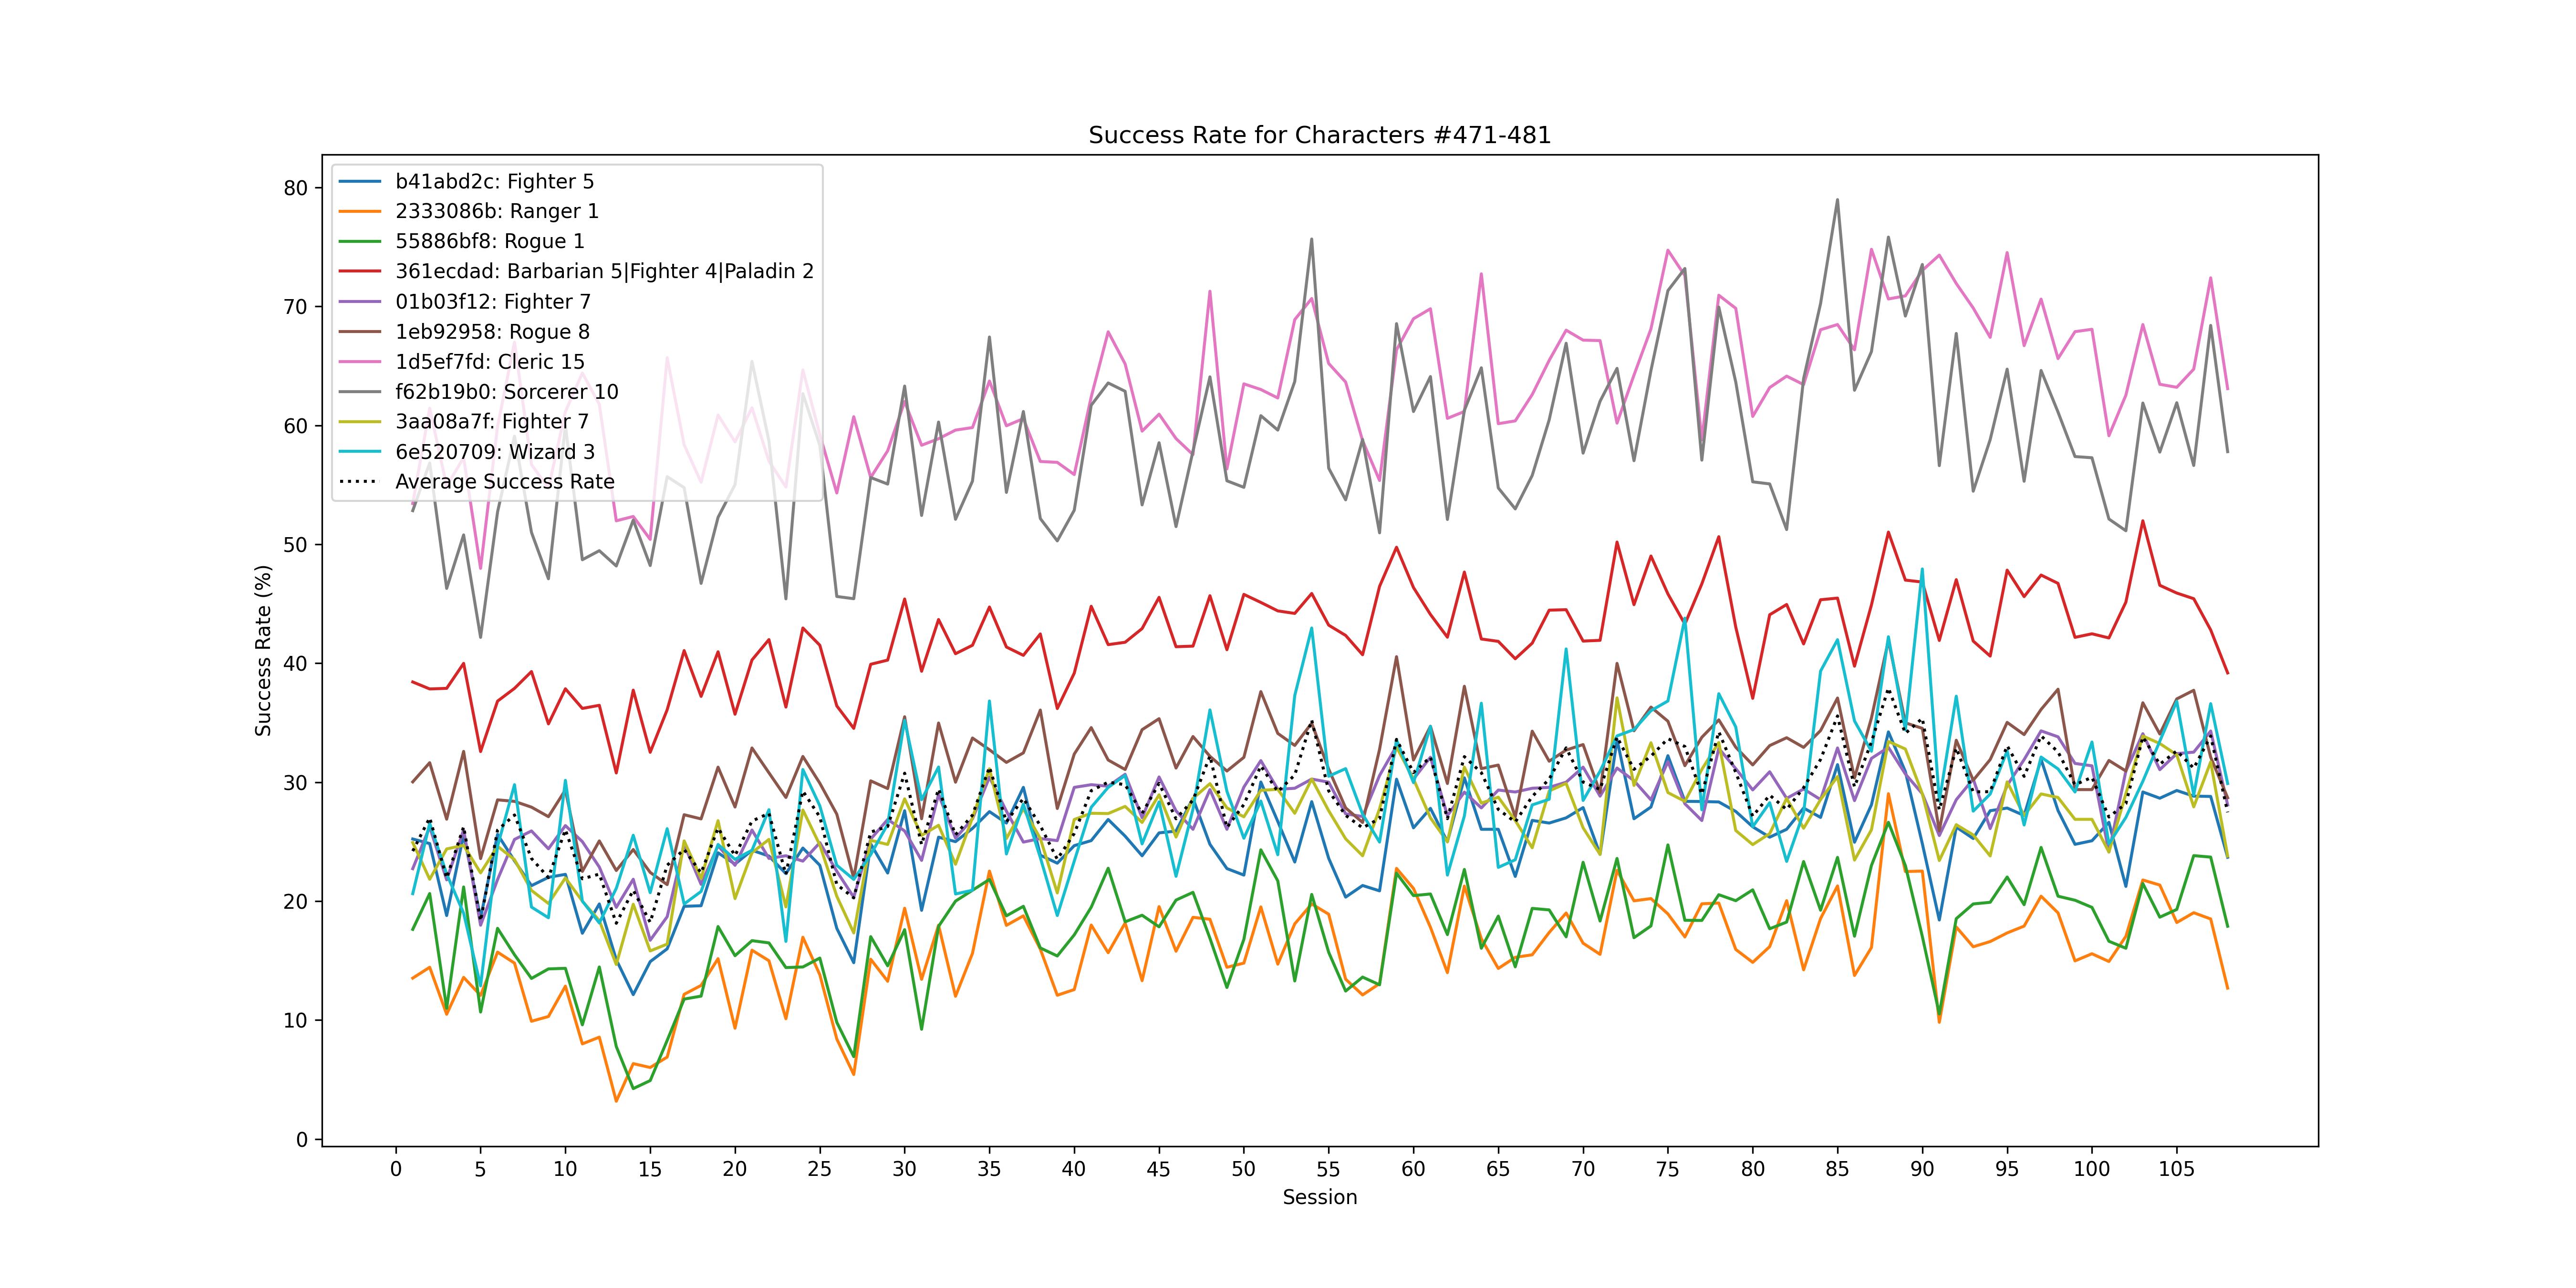 Success Rate for Characters #471-481
b41abd2c: Fighter 5
2333086b: Ranger 1
55886bf8: Rogue 1
361ecdad: Barbarian 5|Fighter 4|Paladin 2
01b03f12: Fighter 7
1eb92958: Rogue 8
1d5ef7fd: Cleric 15
f62b19b0: Sorcerer 10
3aa08a7f: Fighter 7
6e520709: Wizard 3
Average Success Rate
Success Rate (%)
80
70
60
50
40
30
20
10
0
0 5 10 15 20 25 30 35 40 45 50 55 60 65 70 75 80 85 90 95 100 105
Session